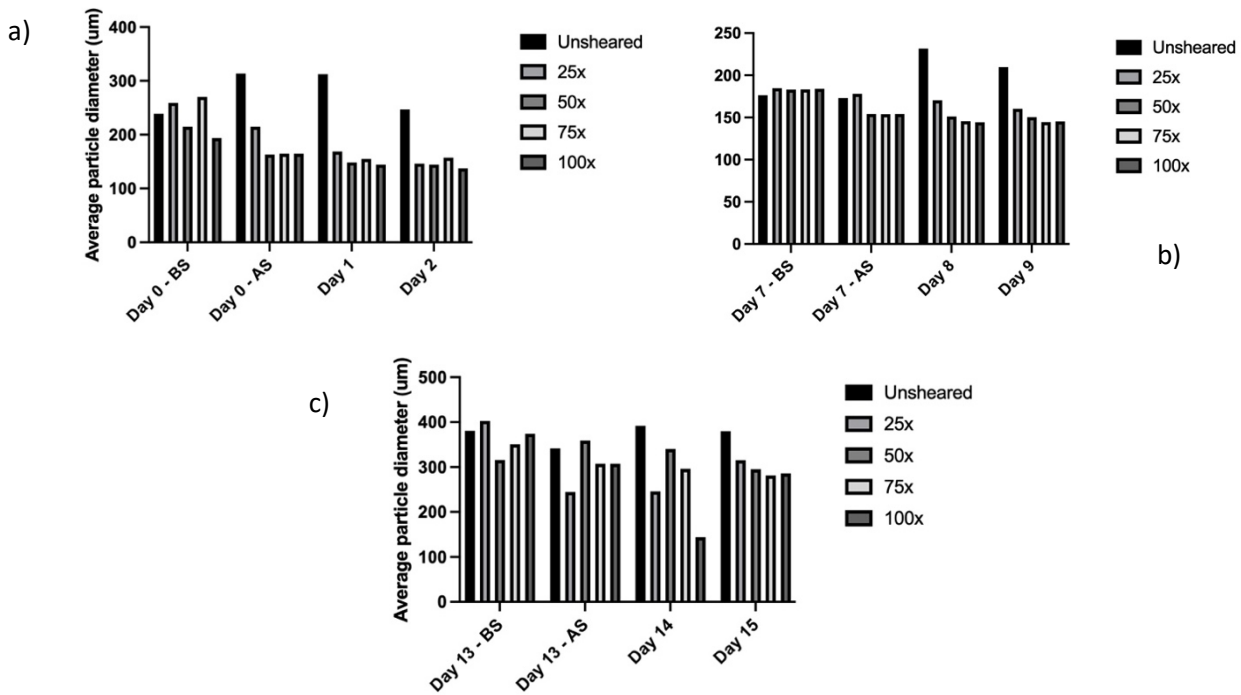 a)
Average particle diameter (um)
400
300
200
100
0
Day 0 - BS
Day 0 - AS
Day 1
Day 2
Unsheared
25x
50x
75x
100x
b)
250
200
150
100
50
0
Day 7 - BS
Day 7 - AS
Day 8
Day 9
Unsheared
25x
50x
75x
100x
c)
Average particle diameter (um)
500
400
300
200
100
0
Day 13 - BS
Day 13 - AS
Day 14
Day 15
Unsheared
25x
50x
75x
100x